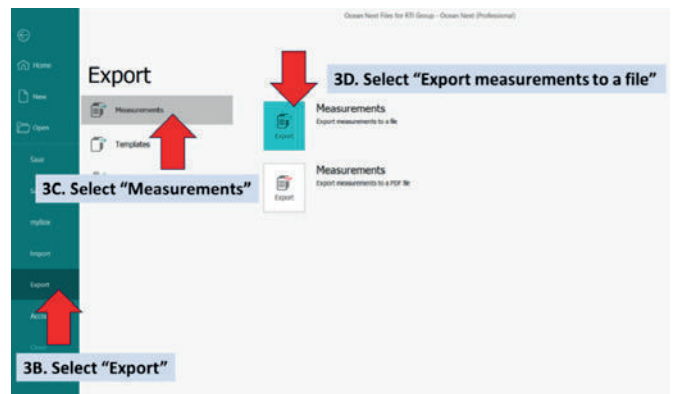 Ocean Next Files for RTI Group - Ocean Next (Professional)
Home
New
Open
Save
myBox
Import
Export
Close
Export
Measurements
Templates
3D. Select “Export measurements to a file”
Export
Measurements
Export measurements to a file
3C. Select “Measurements”
Export
Measurements
Export measurements to a PDF file
3B. Select “Export”